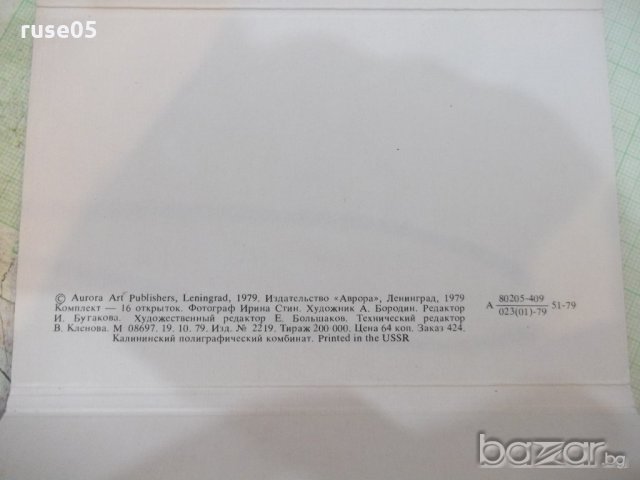 ruse05
© Aurora Art Publishers, Leningrad, 1979. Издательство «Аврора», Ленинград, 1979
Комплект — 16 открыток. Фотограф Ирина Стин. Художник А. Бородин. Редактор
И. Бугакова. Художественный редактор Е. Большаков. Технический редактор
В. Кленова. М 08697. 19. 10. 79. Изд. № 2219. Тираж 200 000. Цена 64 коп. Заказ 424.
Калининский полиграфический комбинат. Printed in the USSR
А 80205-409 51-79
023(01)-79
bazar.bg